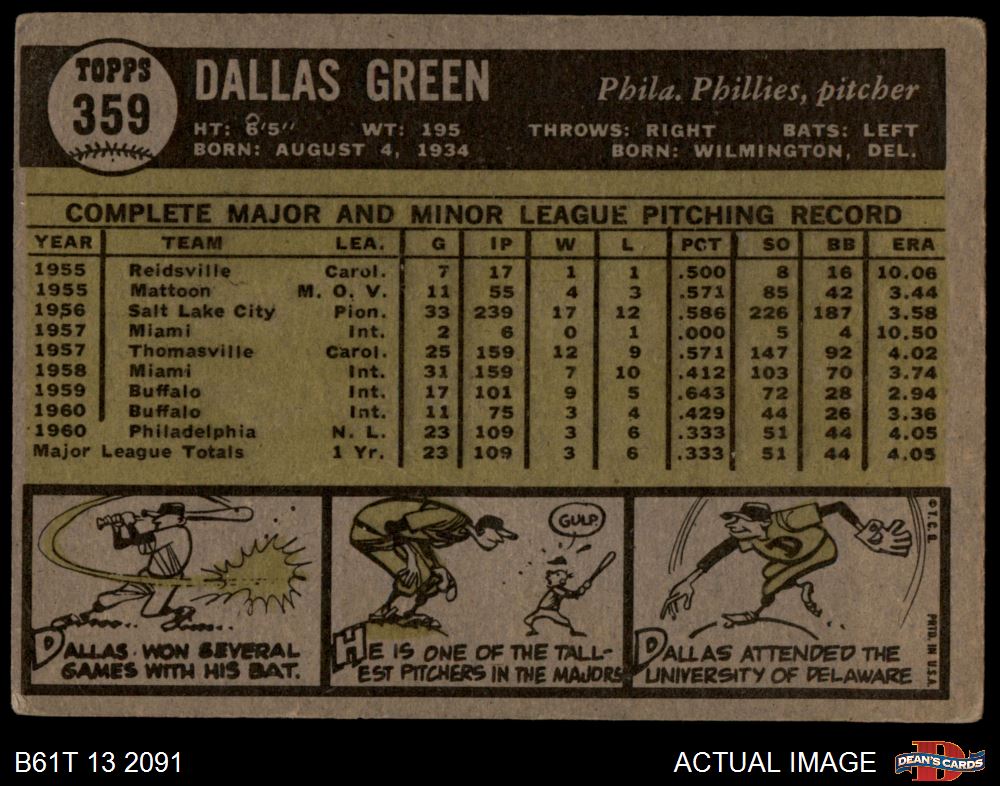 TOPPS
359
DALLAS GREEN
Phila. Phillies, pitcher
HT: 6'5" WT: 195 THROWS: RIGHT BATS: LEFT
BORN: AUGUST 4, 1934 BORN: WILMINGTON, DEL.
COMPLETE MAJOR AND MINOR LEAGUE PITCHING RECORD
YEAR TEAM LEA. G IP W L PCT SO BB ERA
1955 Reidsville Carol. 7 17 1 1 .500 8 16 10.06
1955 Mattoon M. O. V. 11 55 4 3 .571 85 42 3.44
1956 Salt Lake City Pion. 33 239 17 12 .586 226 187 3.58
1957 Miami Int. 2 6 0 1 .000 5 4 10.50
1957 Thomasville Carol. 25 159 12 9 .571 147 92 4.02
1958 Miami Int. 31 159 7 10 .412 103 70 3.74
1959 Buffalo Int. 17 101 9 5 .643 72 28 2.94
1960 Buffalo Int. 11 75 3 4 .429 44 26 3.36
1960 Philadelphia N. L. 23 109 3 6 .333 51 44 4.05
Major League Totals 1 Yr. 23 109 3 6 .333 51 44 4.05
DALLAS WON SEVERAL
GAMES WITH HIS BAT.
GULP!
HE IS ONE OF THE TALL-
EST PITCHERS IN THE MAJORS
D
DALLAS ATTENDED THE
UNIVERSITY OF DELAWARE
© T. C. G.
PRTD. IN U.S.A.
B61T 13 2091
ACTUAL IMAGE
D
DEAN'S CARDS